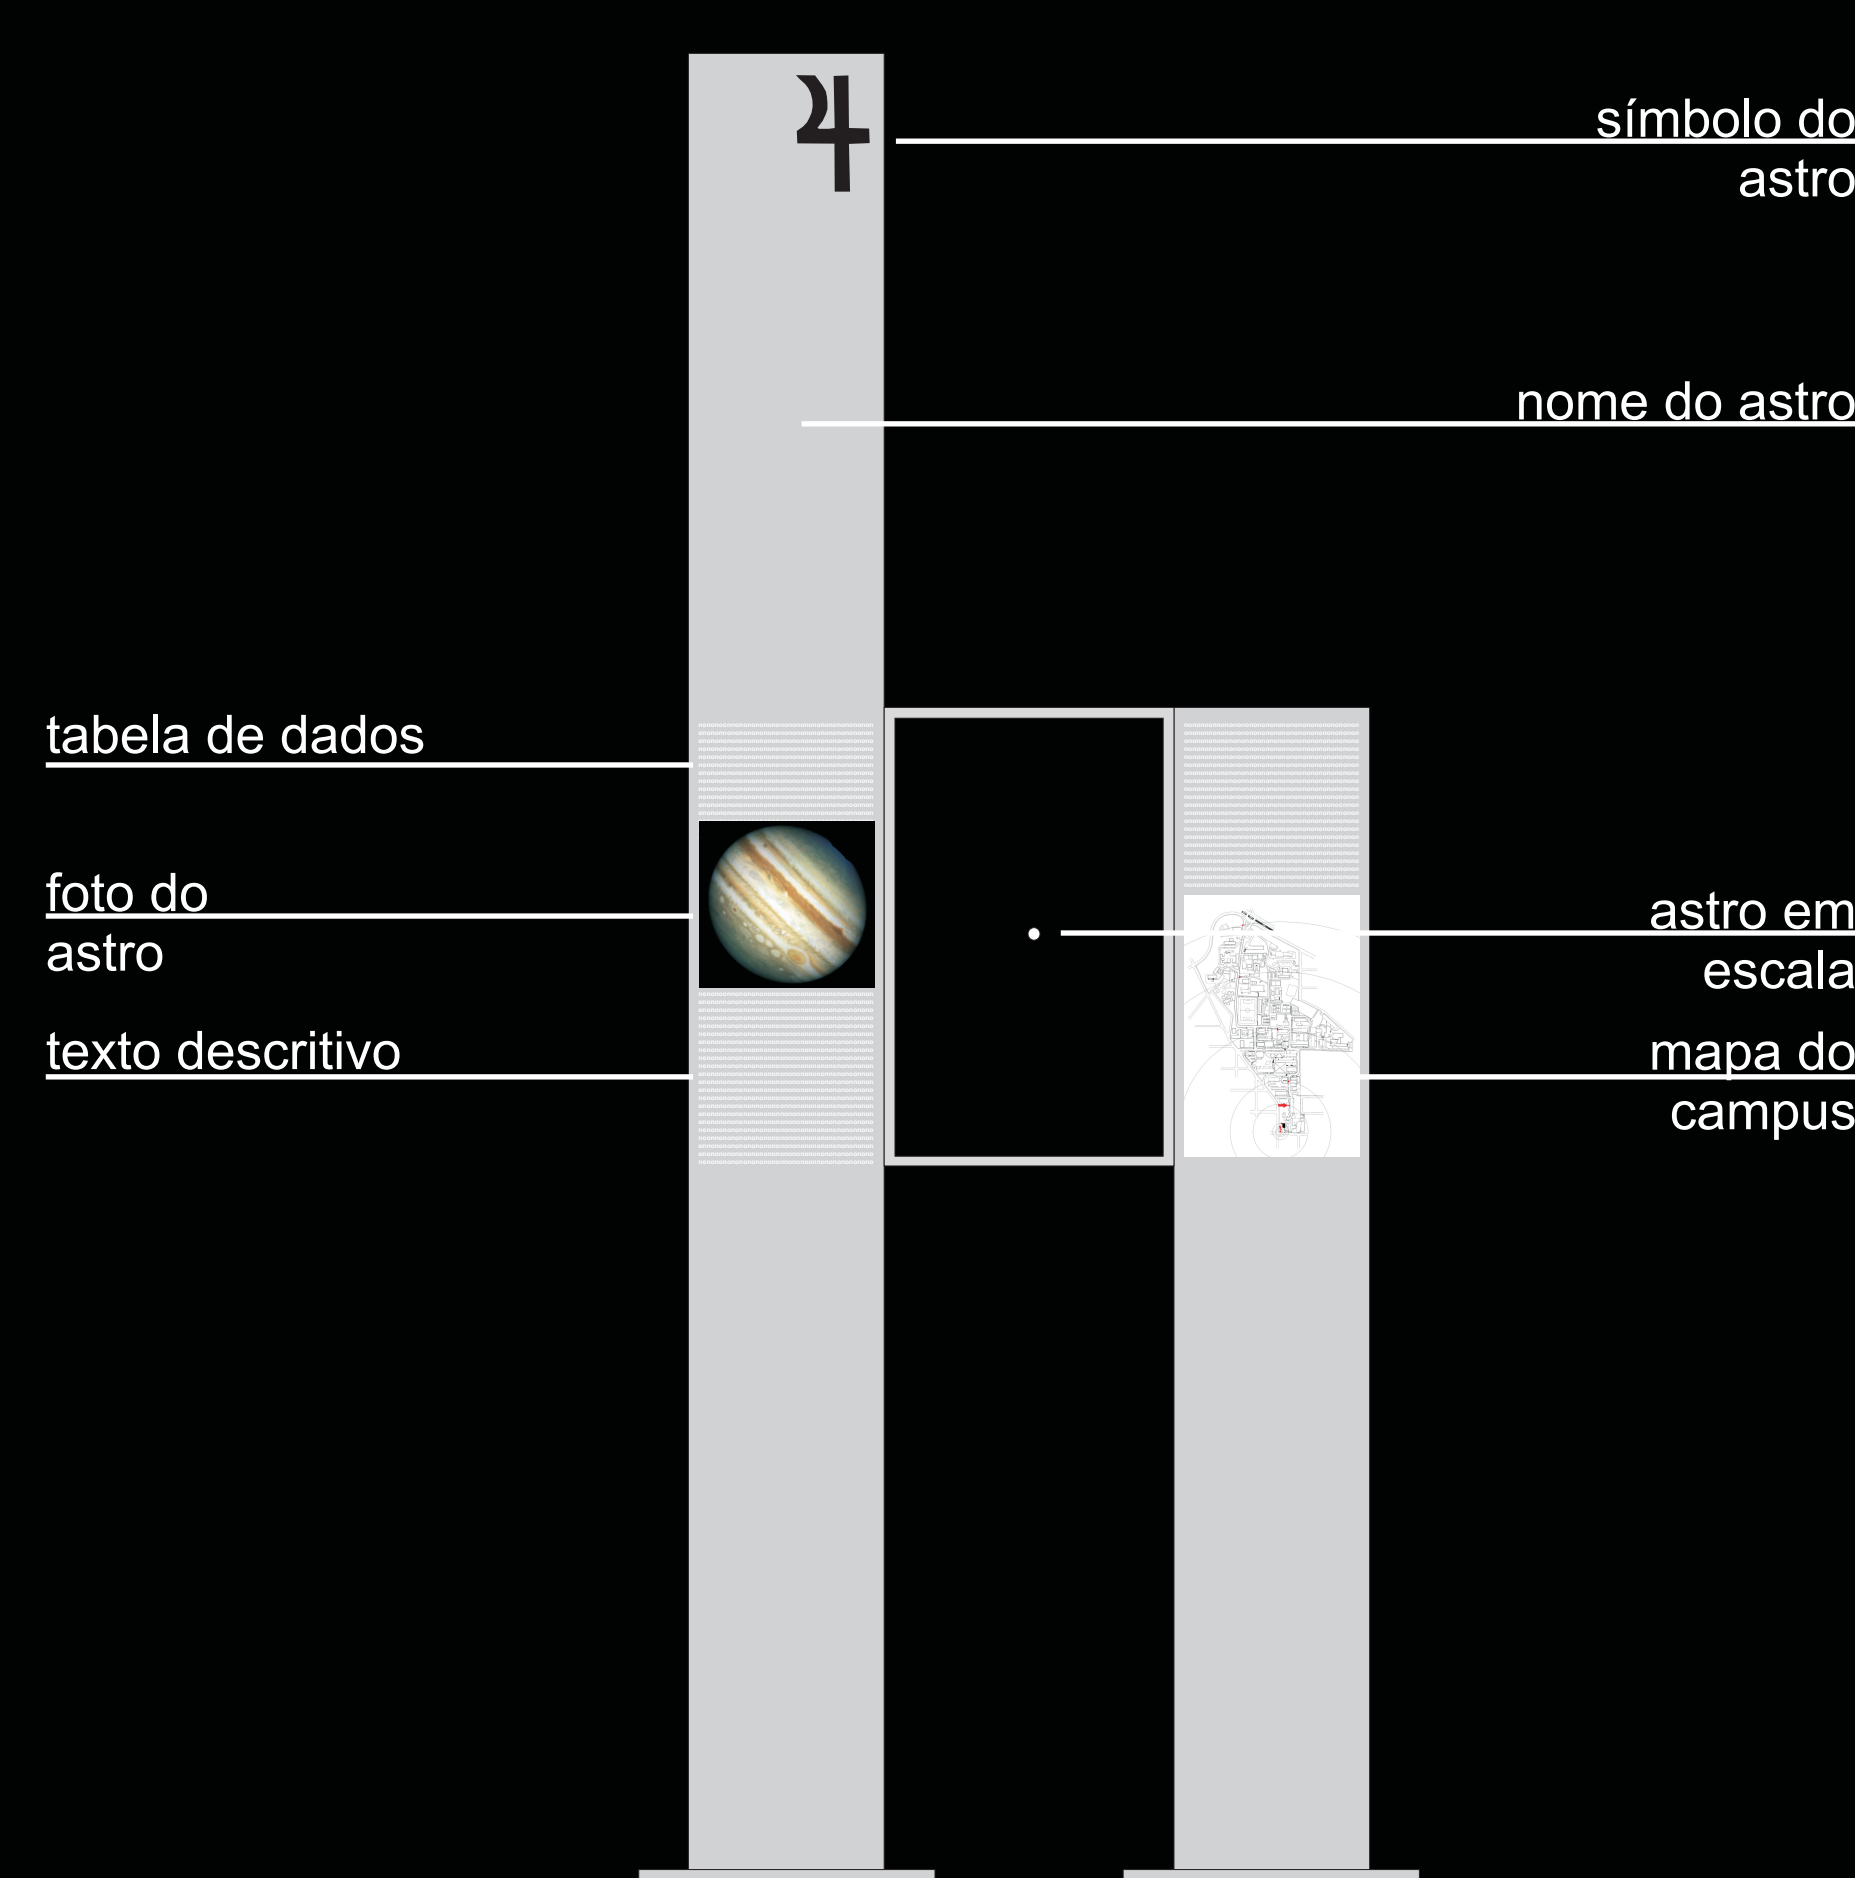 símbolo do
astro
nome do astro
tabela de dados
foto do
astro
texto descritivo
astro em
escala
mapa do
campus